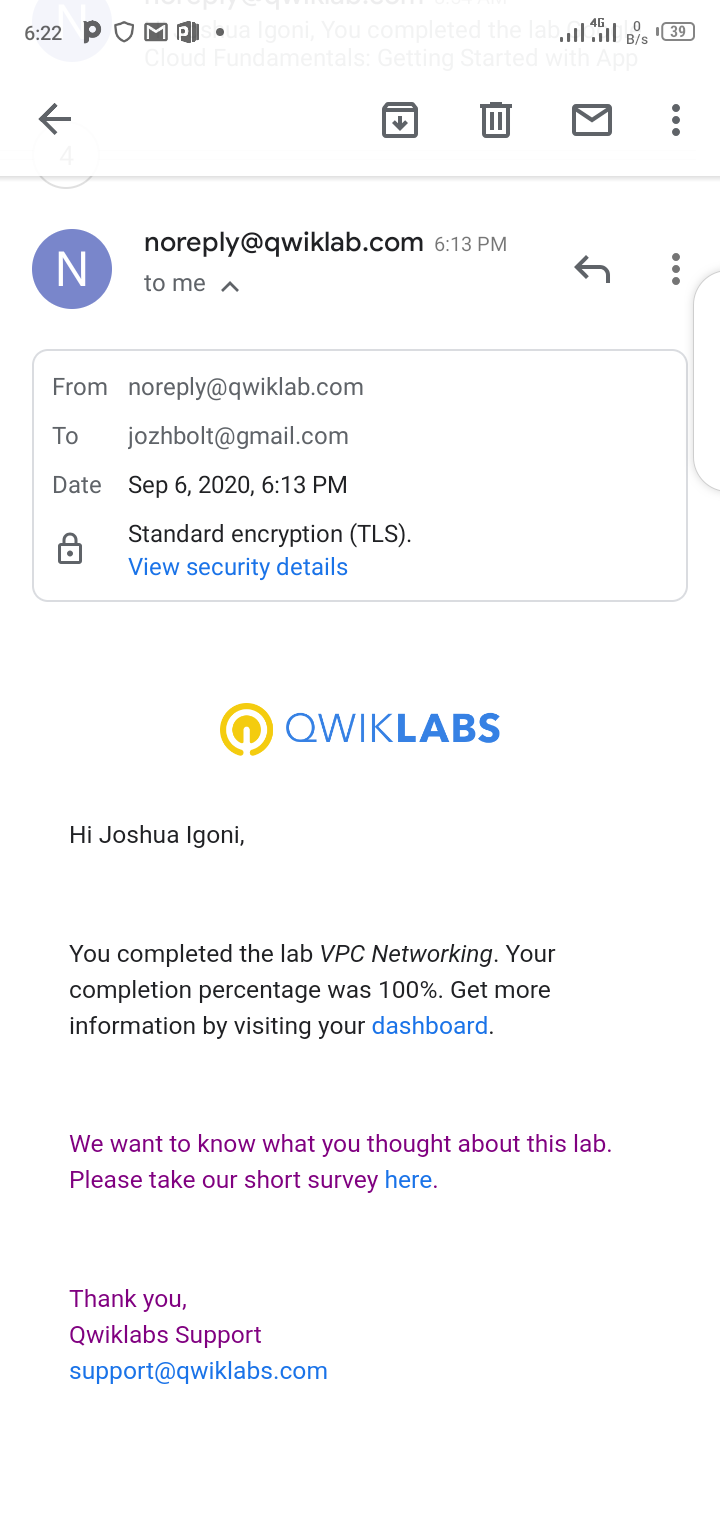 6:22
4G
0
B/s
39
Joshua Igoni, You completed the lab
Cloud Fundamentals: Getting Started with App
4
N
noreply@qwiklab.com 6:13 PM
to me
From noreply@qwiklab.com
To jozhbolt@gmail.com
Date Sep 6, 2020, 6:13 PM
Standard encryption (TLS).
View security details
QWIKLABS
Hi Joshua Igoni,
You completed the lab VPC Networking. Your
completion percentage was 100%. Get more
information by visiting your dashboard.
We want to know what you thought about this lab.
Please take our short survey here.
Thank you,
Qwiklabs Support
support@qwiklabs.com